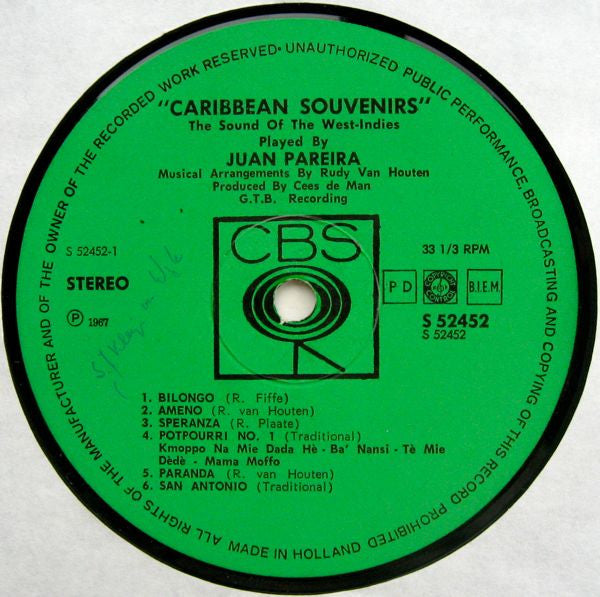 ALL RIGHTS OF THE MANUFACTURER AND OF THE OWNER OF THE RECORDED WORK RESERVED • UNAUTHORIZED PUBLIC PERFORMANCE, BROADCASTING AND COPYING OF THIS RECORD PROHIBITED
"CARIBBEAN SOUVENIRS"
The Sound Of The West-Indies
Played By
JUAN PAREIRA
Musical Arrangements By Rudy Van Houten
Produced By Cees de Man
G.T.B. Recording
CBS
S 52452-1
33 1/3 RPM
STEREO
P D
COPYRIGHT CONTROL
B.I.E.M.
℗ 1967
S 52452
S 52452
1. BILONGO (R. Fiffe)
2. AMENO (R. van Houten)
3. SPERANZA (R. Plaate)
4. POTPOURRI NO. 1 (Traditional)
Kmoppo Na Mie Dada Hè - Ba' Nansi - Tè Mie
Dèdè - Mama Moffo
5. PARANDA (R. van Houten)
6. SAN ANTONIO (Traditional)
MADE IN HOLLAND